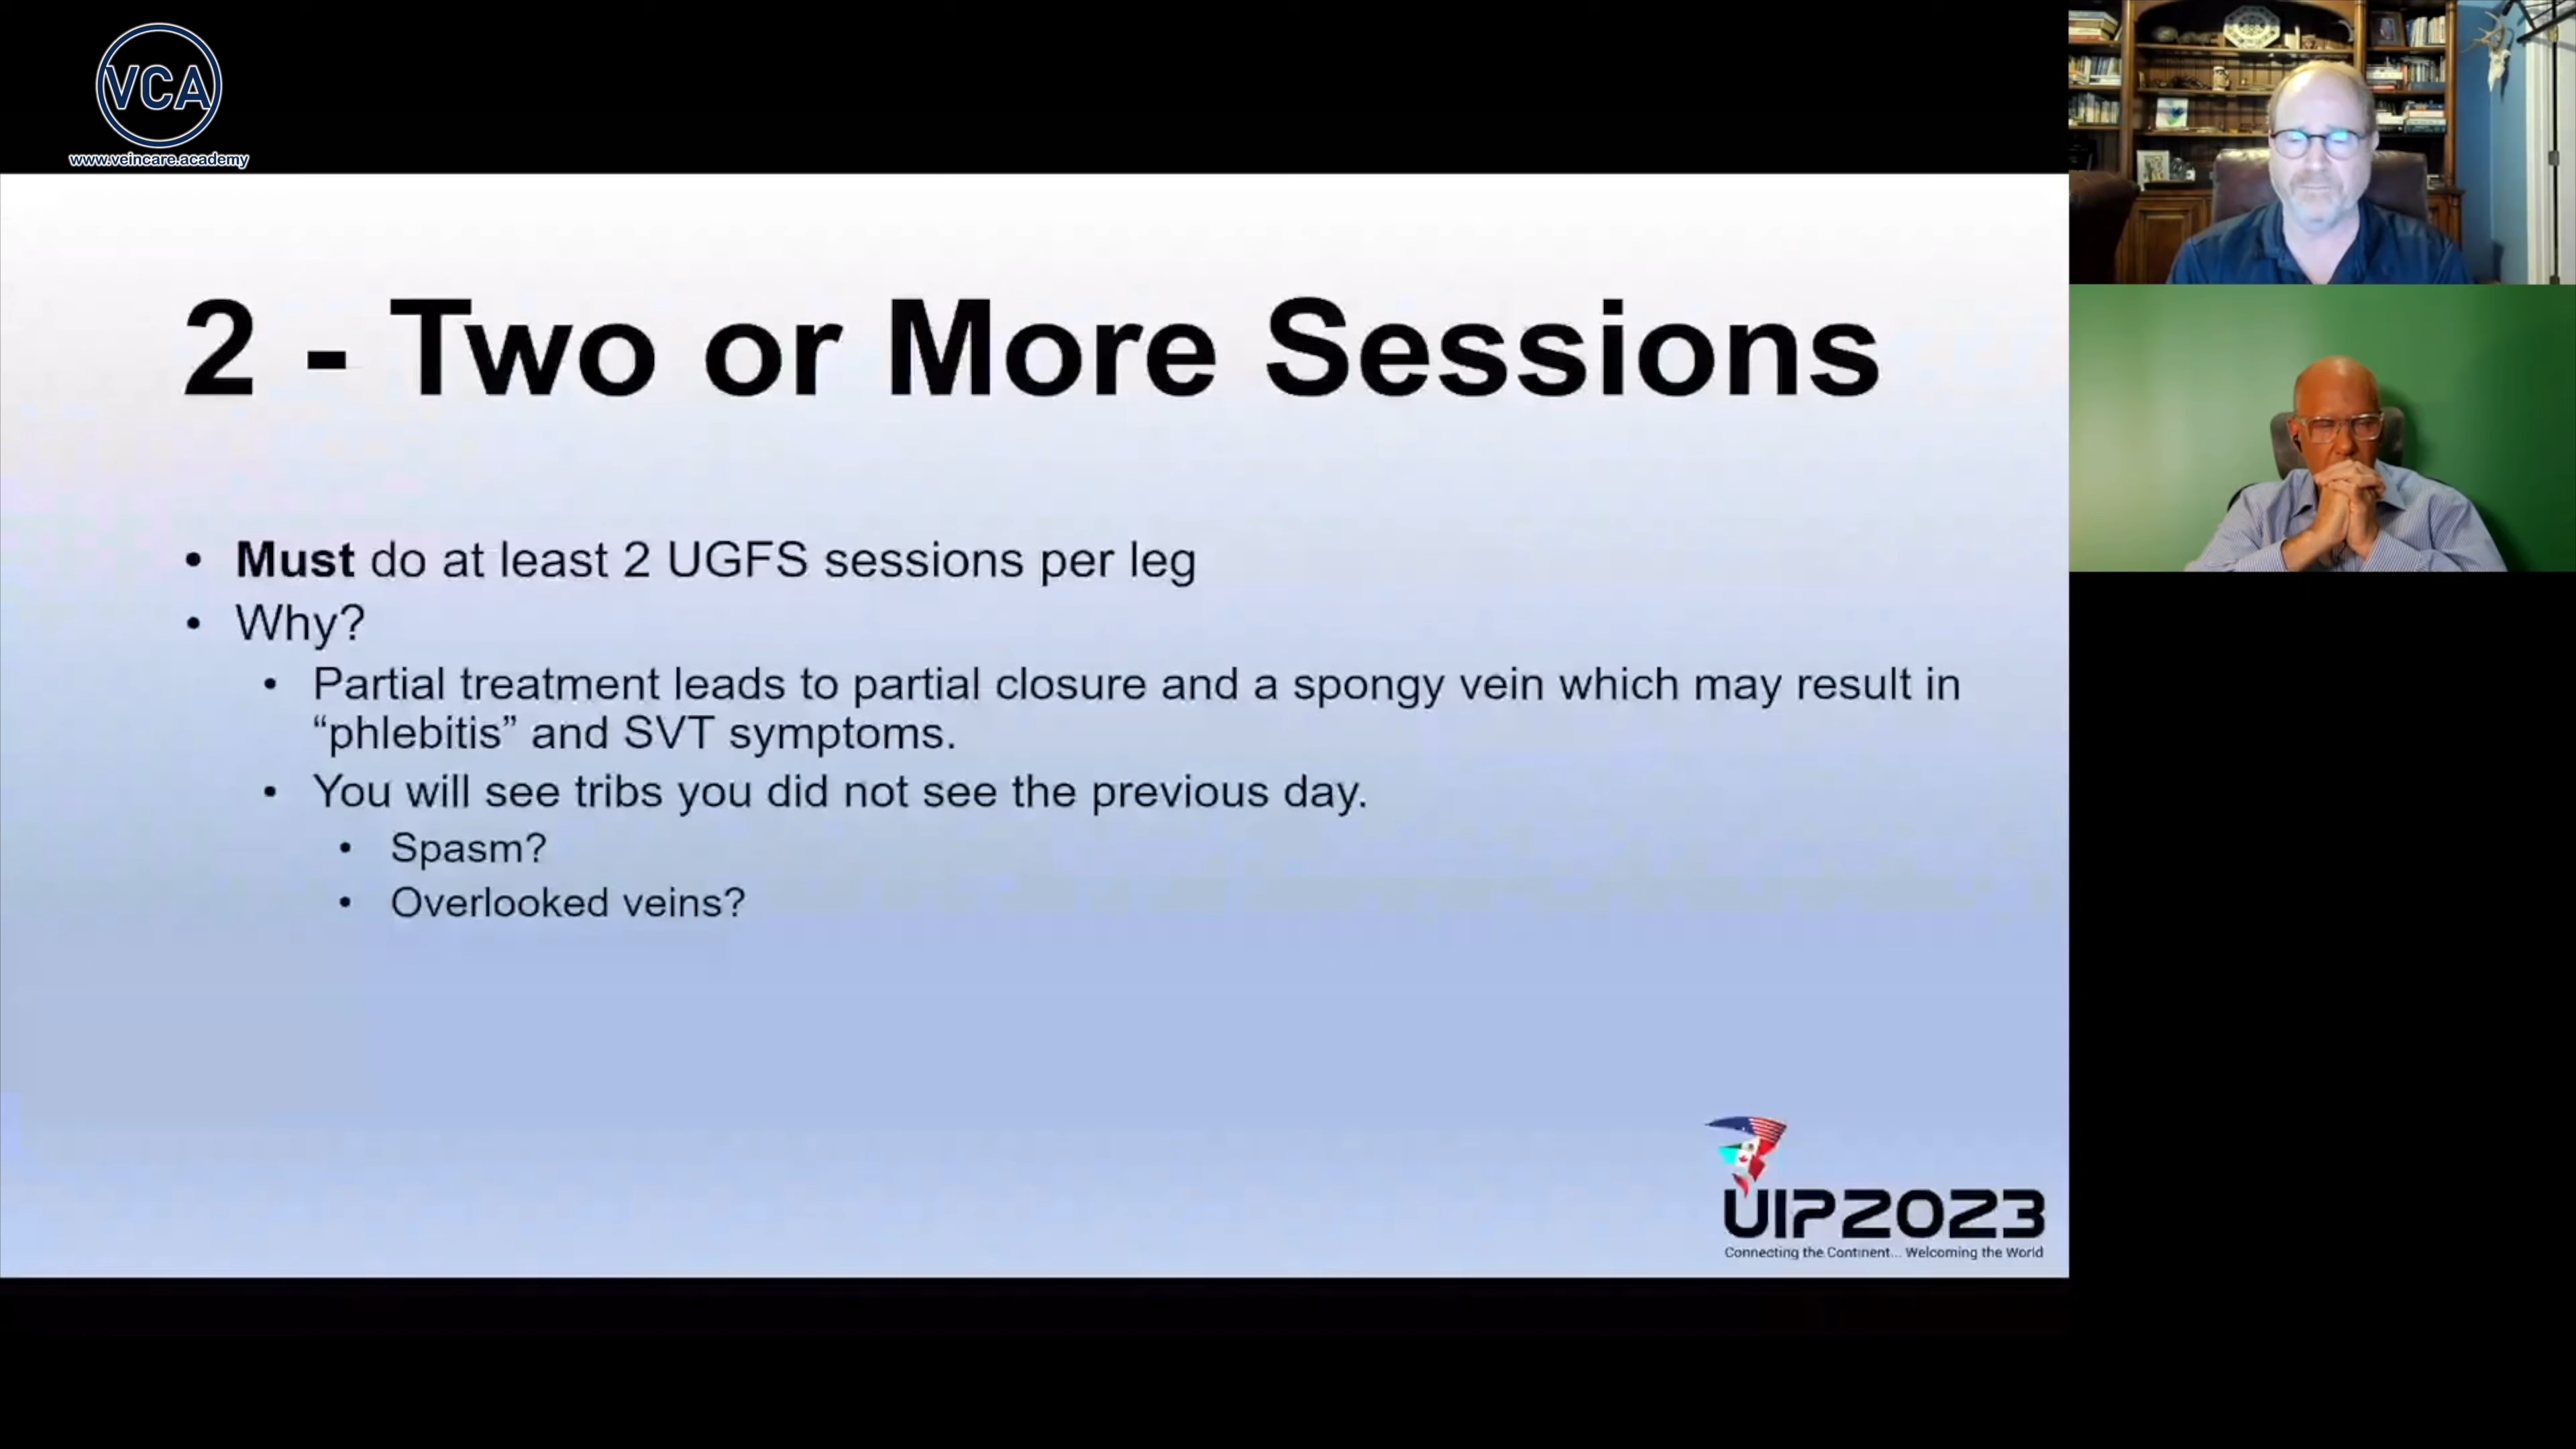 VCA
www.veincare.academy
2 - Two or More Sessions
• Must do at least 2 UGFS sessions per leg
• Why?
• Partial treatment leads to partial closure and a spongy vein which may result in
“phlebitis” and SVT symptoms.
• You will see tribs you did not see the previous day.
• Spasm?
• Overlooked veins?
UIP2023
Connecting the Continent... Welcoming the World